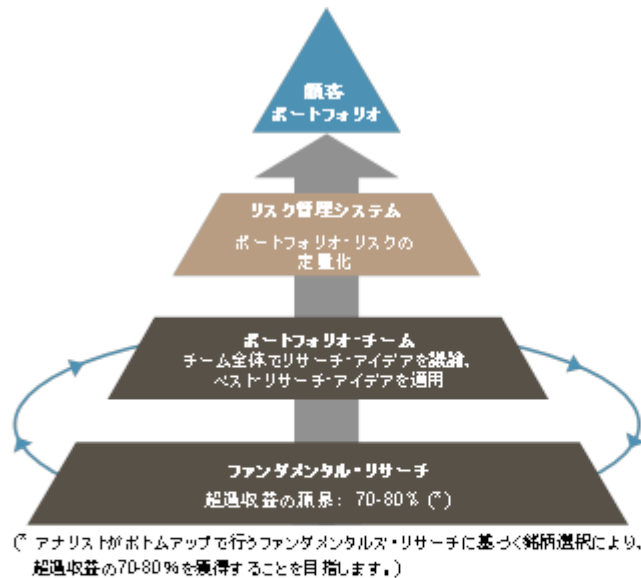 顧客
ポートフォリオ
リスク管理システム
ポートフォリオ・リスクの
定量化
ポートフォリオ・チーム
チーム全体でリサーチ・アイデアを議論、
ベスト・リサーチ・アイデアを適用
ファンダメンタル・リサーチ
超過収益の源泉: 70-80% (*)
(* アナリストがボトムアップで行うファンダメンタルズ・リサーチに基づく銘柄選択により、
超過収益の70-80%を獲得することを目指します。)